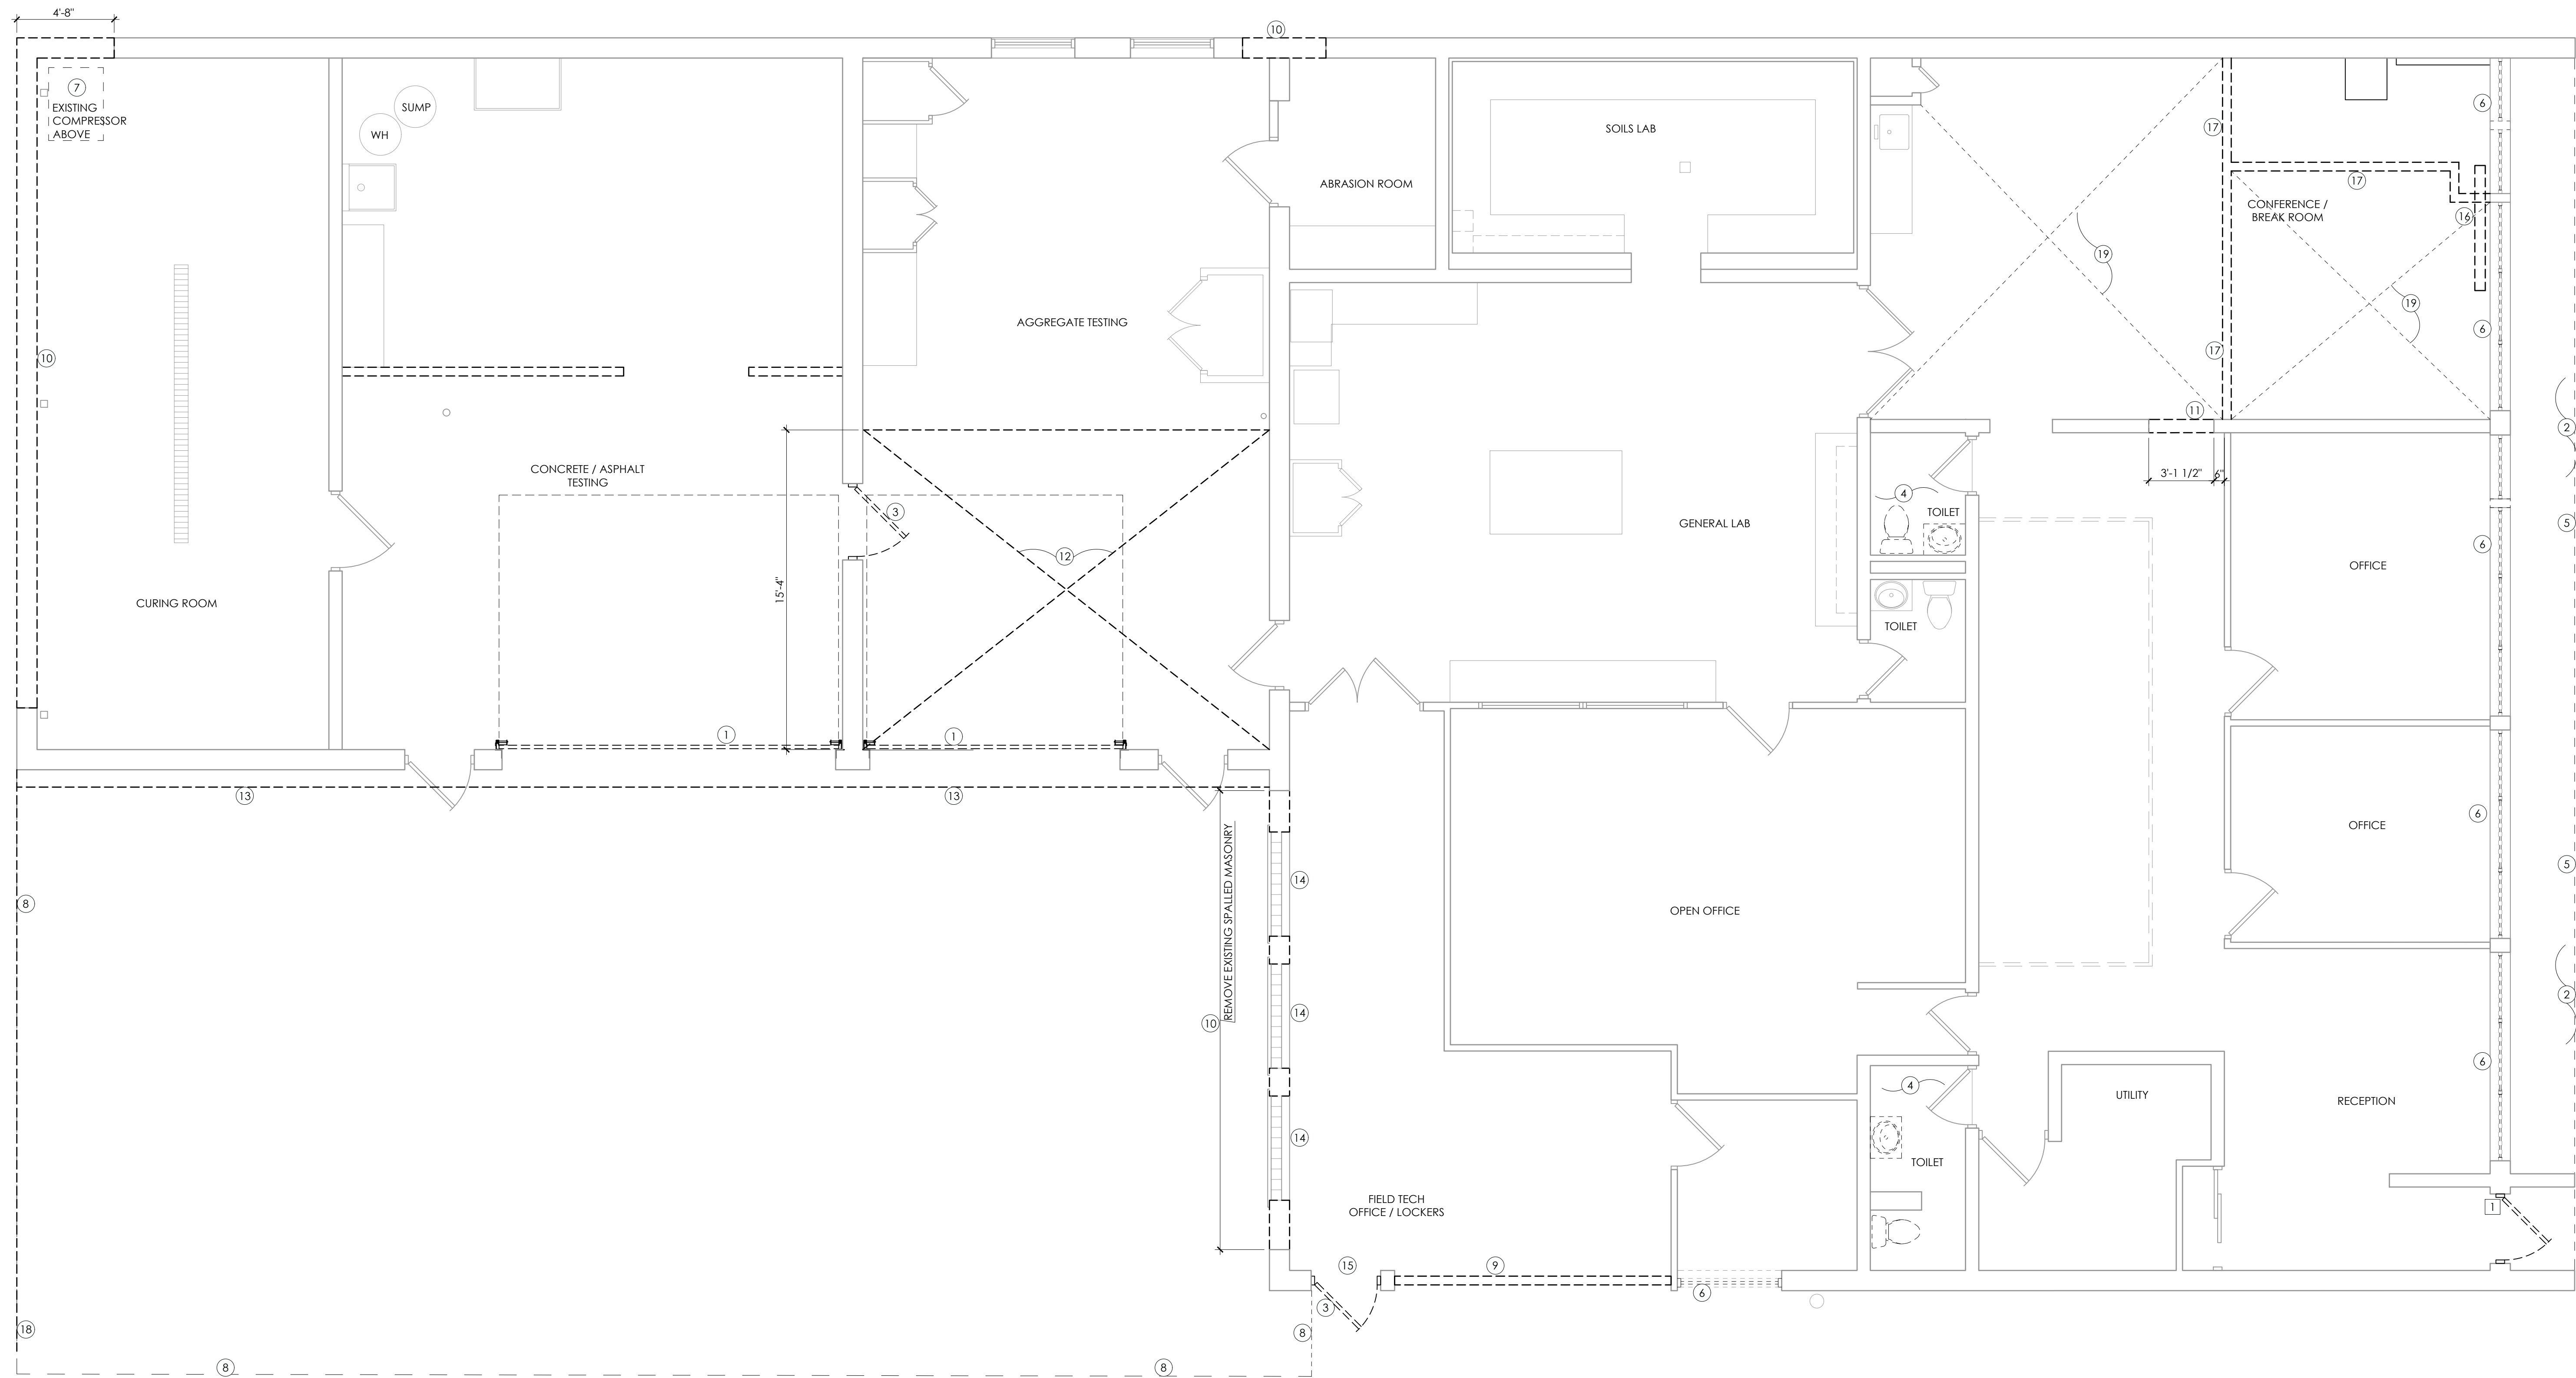 4'-8"
10
7
EXISTING
COMPRESSOR
ABOVE
SUMP
WH
SOILS LAB
ABRASION ROOM
6
17
17
CONFERENCE /
BREAK ROOM
16
19
19
AGGREGATE TESTING
6
10
17
11
2
CONCRETE / ASPHALT
TESTING
3'-1 1/2"
6"
4
TOILET
3
GENERAL LAB
5
6
12
15'-4"
OFFICE
CURING ROOM
TOILET
1
1
13
13
6
OFFICE
REMOVE EXISTING SPALLED MASONRY
14
5
8
OPEN OFFICE
2
14
10
6
4
UTILITY
RECEPTION
14
TOILET
FIELD TECH
OFFICE / LOCKERS
1
15
9
6
3
18
8
8
8